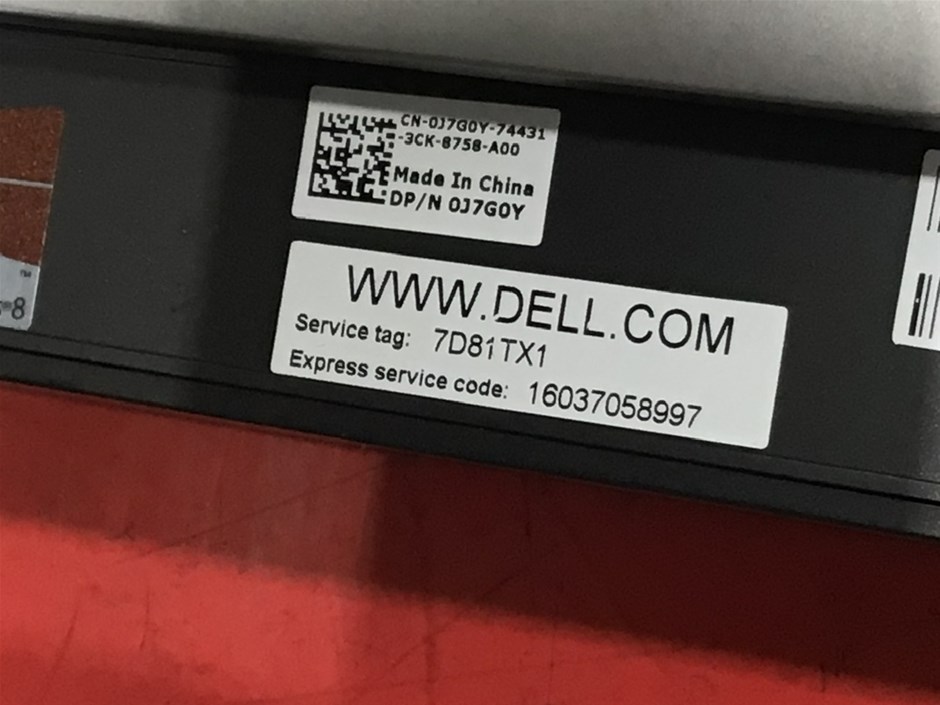 CN-0J7G0Y-74431
-3CK-8758-A00
Made In China
DP/N 0J7G0Y
WWW.DELL.COM
Service tag: 7D81TX1
Express service code: 16037058997
8